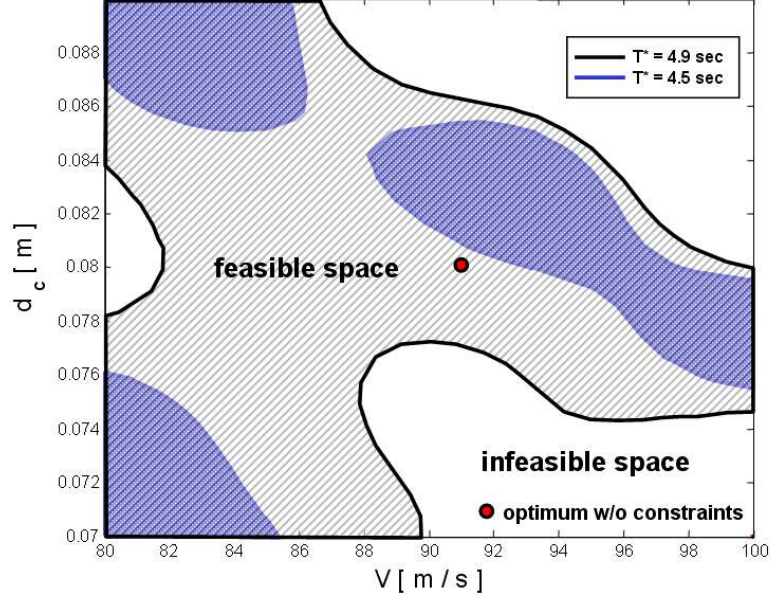 T* = 4.9 sec
T* = 4.5 sec
0.088
0.086
0.084
0.082
0.08
0.078
0.076
0.074
0.072
0.07
d_c [ m ]
feasible space
infeasible space
optimum w/o constraints
80 82 84 86 88 90 92 94 96 98 100
V [ m / s ]